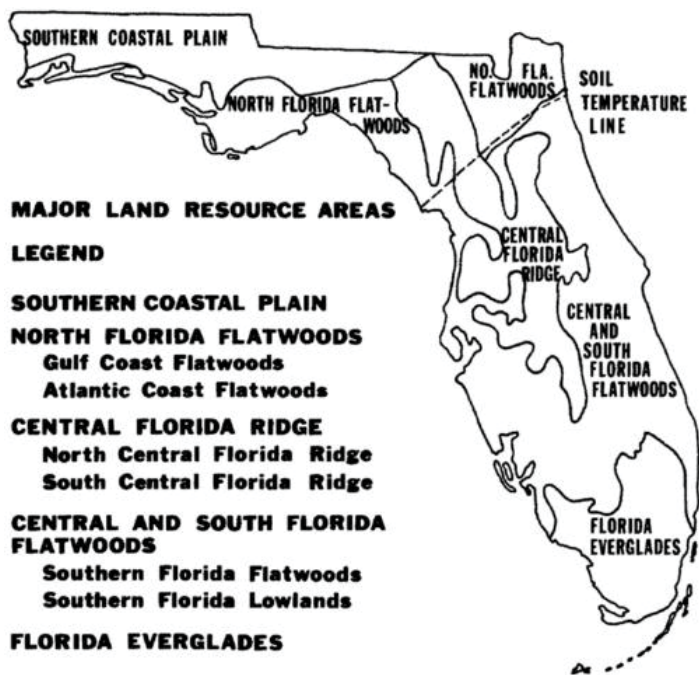 SOUTHERN COASTAL PLAIN
NORTH FLORIDA FLAT-
WOODS
NO. FLA.
FLATWOODS
SOIL
TEMPERATURE
LINE
CENTRAL
FLORIDA
RIDGE
CENTRAL
AND
SOUTH
FLORIDA
FLATWOODS
FLORIDA
EVERGLADES
MAJOR LAND RESOURCE AREAS
LEGEND
SOUTHERN COASTAL PLAIN
NORTH FLORIDA FLATWOODS
Gulf Coast Flatwoods
Atlantic Coast Flatwoods
CENTRAL FLORIDA RIDGE
North Central Florida Ridge
South Central Florida Ridge
CENTRAL AND SOUTH FLORIDA
FLATWOODS
Southern Florida Flatwoods
Southern Florida Lowlands
FLORIDA EVERGLADES